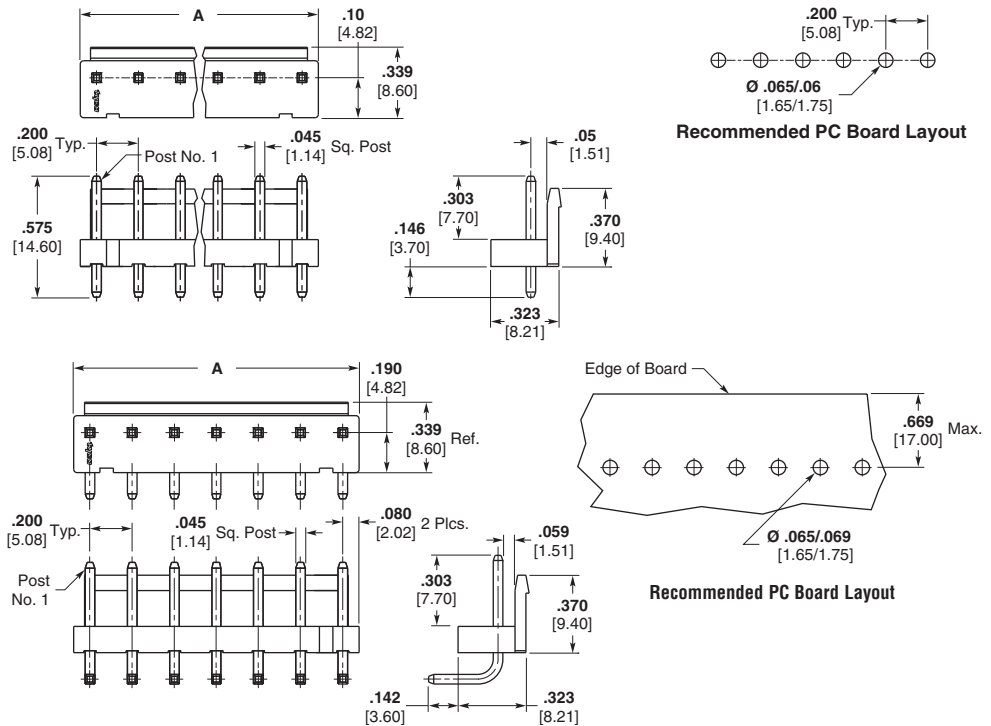 A
.10
[4.82]
.339
[8.60]
tyco
.200
[5.08] Typ.
Post No. 1
.045
[1.14] Sq. Post
.575
[14.60]
.05
[1.51]
.303
[7.70]
.146
[3.70]
.370
[9.40]
.323
[8.21]
.200
[5.08] Typ.
Ø .065/.06
[1.65/1.75]
Recommended PC Board Layout
A
.190
[4.82]
.339
[8.60] Ref.
tyco
.200
[5.08] Typ.
.045
[1.14] Sq. Post
.080
[2.02] 2 Plcs.
Post
No. 1
.059
[1.51]
.303
[7.70]
.370
[9.40]
.142
[3.60]
.323
[8.21]
Edge of Board
.669
[17.00] Max.
Ø .065/.069
[1.65/1.75]
Recommended PC Board Layout